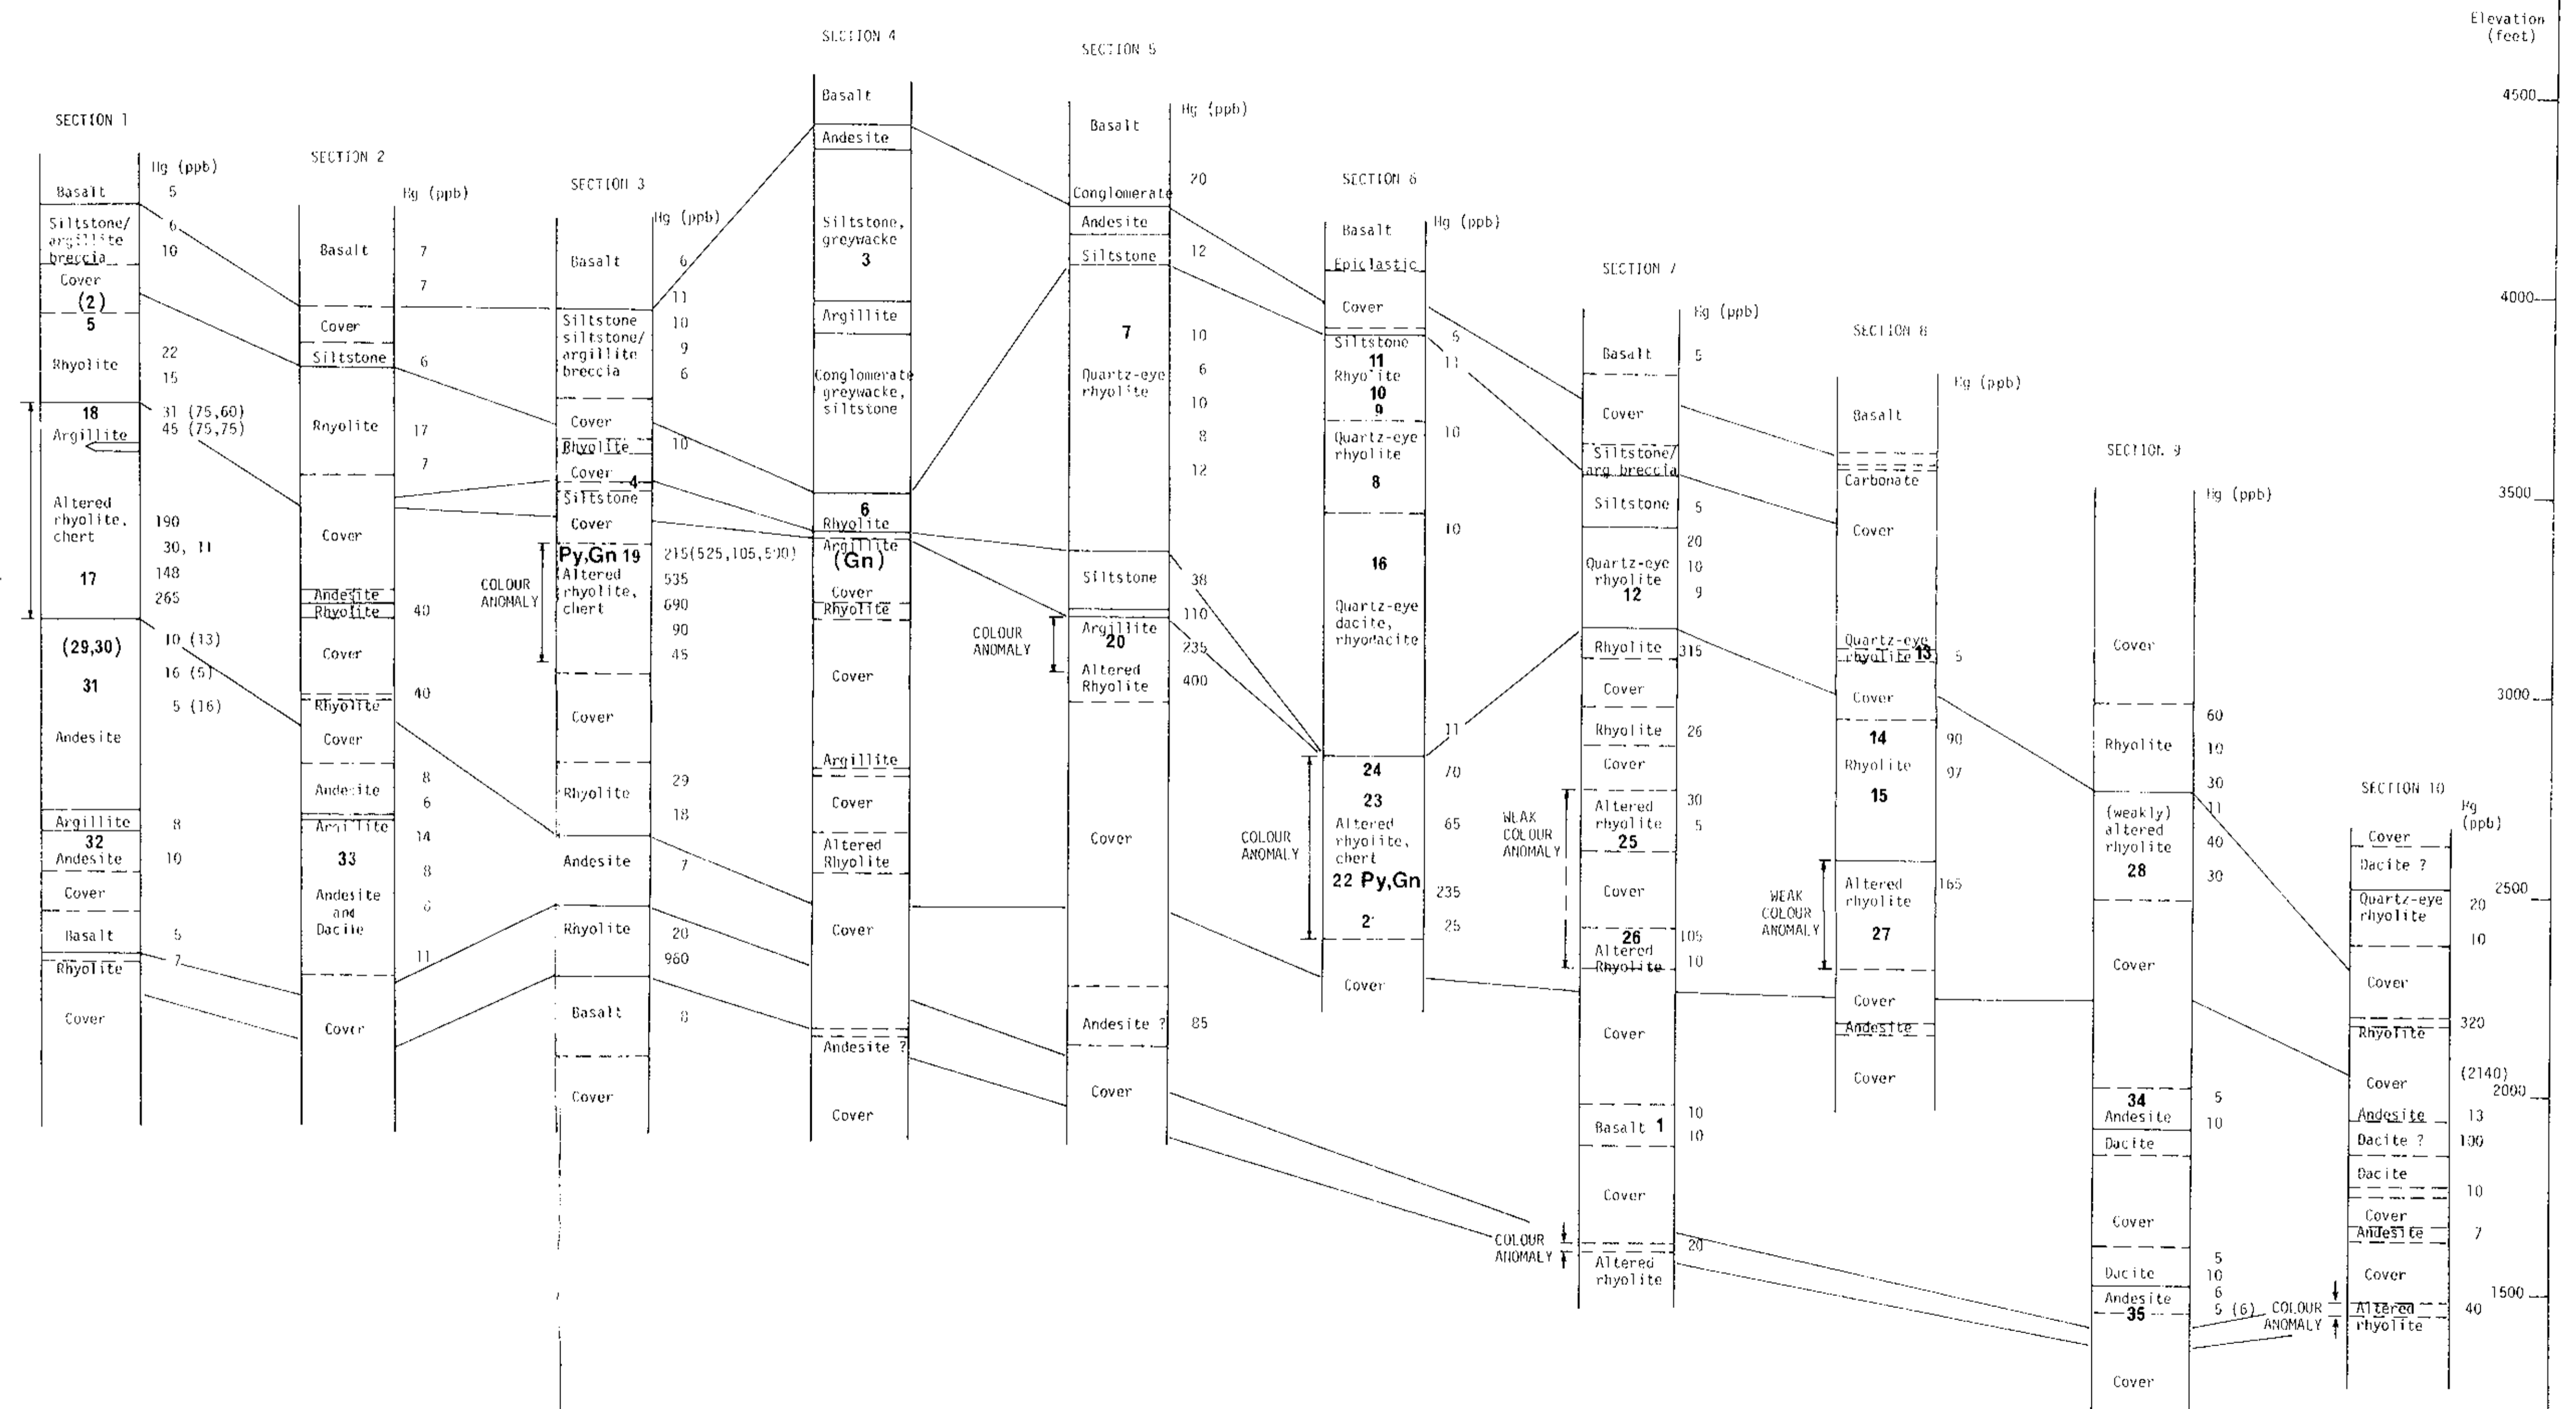 Elevation
(feet)
4500
4000
3500
3000
2500
2000
1500
SECTION 1
Hg (ppb)
Basalt 5
Siltstone/ 6
argillite
breccia 10
Cover
(2)
5
Rhyolite 22
15
18 31 (75,60)
Argillite 45 (75,75)
Altered
rhyolite, 190
chert 30, 11
17 148
265
(29,30) 10 (13)
31 16 (5)
5 (16)
Andesite
Argillite 8
32
Andesite 10
Cover
Basalt 5
Rhyolite 7
Cover
SECTION 2
Hg (ppb)
Basalt 7
7
Cover
Siltstone 6
Rhyolite 17
7
Cover
Andesite
Rhyolite 40
Cover
40
Rhyolite
Cover
Andesite 8
6
Argillite 14
33
8
Andesite
and
Dacite
11
Cover
SECTION 3
Hg (ppb)
Basalt 6
11
Siltstone 10
siltstone/
argillite 9
breccia 6
Cover
Rhyolite 10
Cover
4
Siltstone
Cover
COLOUR
ANOMALY
Py,Gn 19 215(525,105,590)
Altered 535
rhyolite,
chert 690
90
45
Cover
Rhyolite 29
18
Andesite 7
Rhyolite 20
960
Basalt 8
Cover
SECTION 4
Basalt
Andesite
Siltstone,
greywacke
3
Argillite
Conglomerate
greywacke,
siltstone
6
Rhyolite
Argillite
(Gn)
Cover
Rhyolite
Cover
Argillite
Cover
Altered
Rhyolite
Cover
Andesite ?
Cover
SECTION 5
Hg (ppb)
Basalt
20
Conglomerate
Andesite
Siltstone 12
7 10
Quartz-eye 6
rhyolite 10
8
12
Siltstone 38
110
COLOUR
ANOMALY
Argillite
20 235
Altered
Rhyolite 400
Cover
Andesite ? 85
Cover
SECTION 6
Hg (ppb)
Basalt
Epiclastic
Cover
Siltstone 6
11 11
Rhyolite
10
9
Quartz-eye 10
rhyolite
8
10
16
Quartz-eye
dacite,
rhyodacite
11
COLOUR
ANOMALY
24 70
23
Altered 65
rhyolite,
chert
22 Py,Gn 235
2 25
Cover
SECTION 7
Hg (ppb)
Basalt 5
Cover
Siltstone/
arg breccia
Siltstone 5
20
Quartz-eye 10
rhyolite
12 9
Rhyolite 315
Cover
Rhyolite 26
Cover
WEAK
COLOUR
ANOMALY
Altered 30
rhyolite 5
25
Cover
26 105
Altered
Rhyolite 10
Cover
10
Basalt 1 10
Cover
COLOUR
ANOMALY
20
Altered
rhyolite
SECTION 8
Hg (ppb)
Basalt
Carbonate
Cover
Quartz-eye
rhyolite 13 5
Cover
14 90
Rhyolite 97
15
WEAK
COLOUR
ANOMALY
Altered 165
rhyolite
27
Cover
Andesite
Cover
SECTION 9
Hg (ppb)
Cover
60
Rhyolite 10
30
(weakly) 11
altered 40
rhyolite
28 30
Cover
34 5
Andesite 10
Dacite
Cover
5
Dacite 10
Andesite 6
35 5 (6)
Cover
SECTION 10
Hg
(ppb)
Cover
Dacite ?
Quartz-eye 20
rhyolite
10
Cover
Rhyolite 320
Cover (2140)
Andesite 13
Dacite ? 100
Dacite
10
Cover
Andesite 7
Cover
COLOUR
ANOMALY
Altered 40
rhyolite